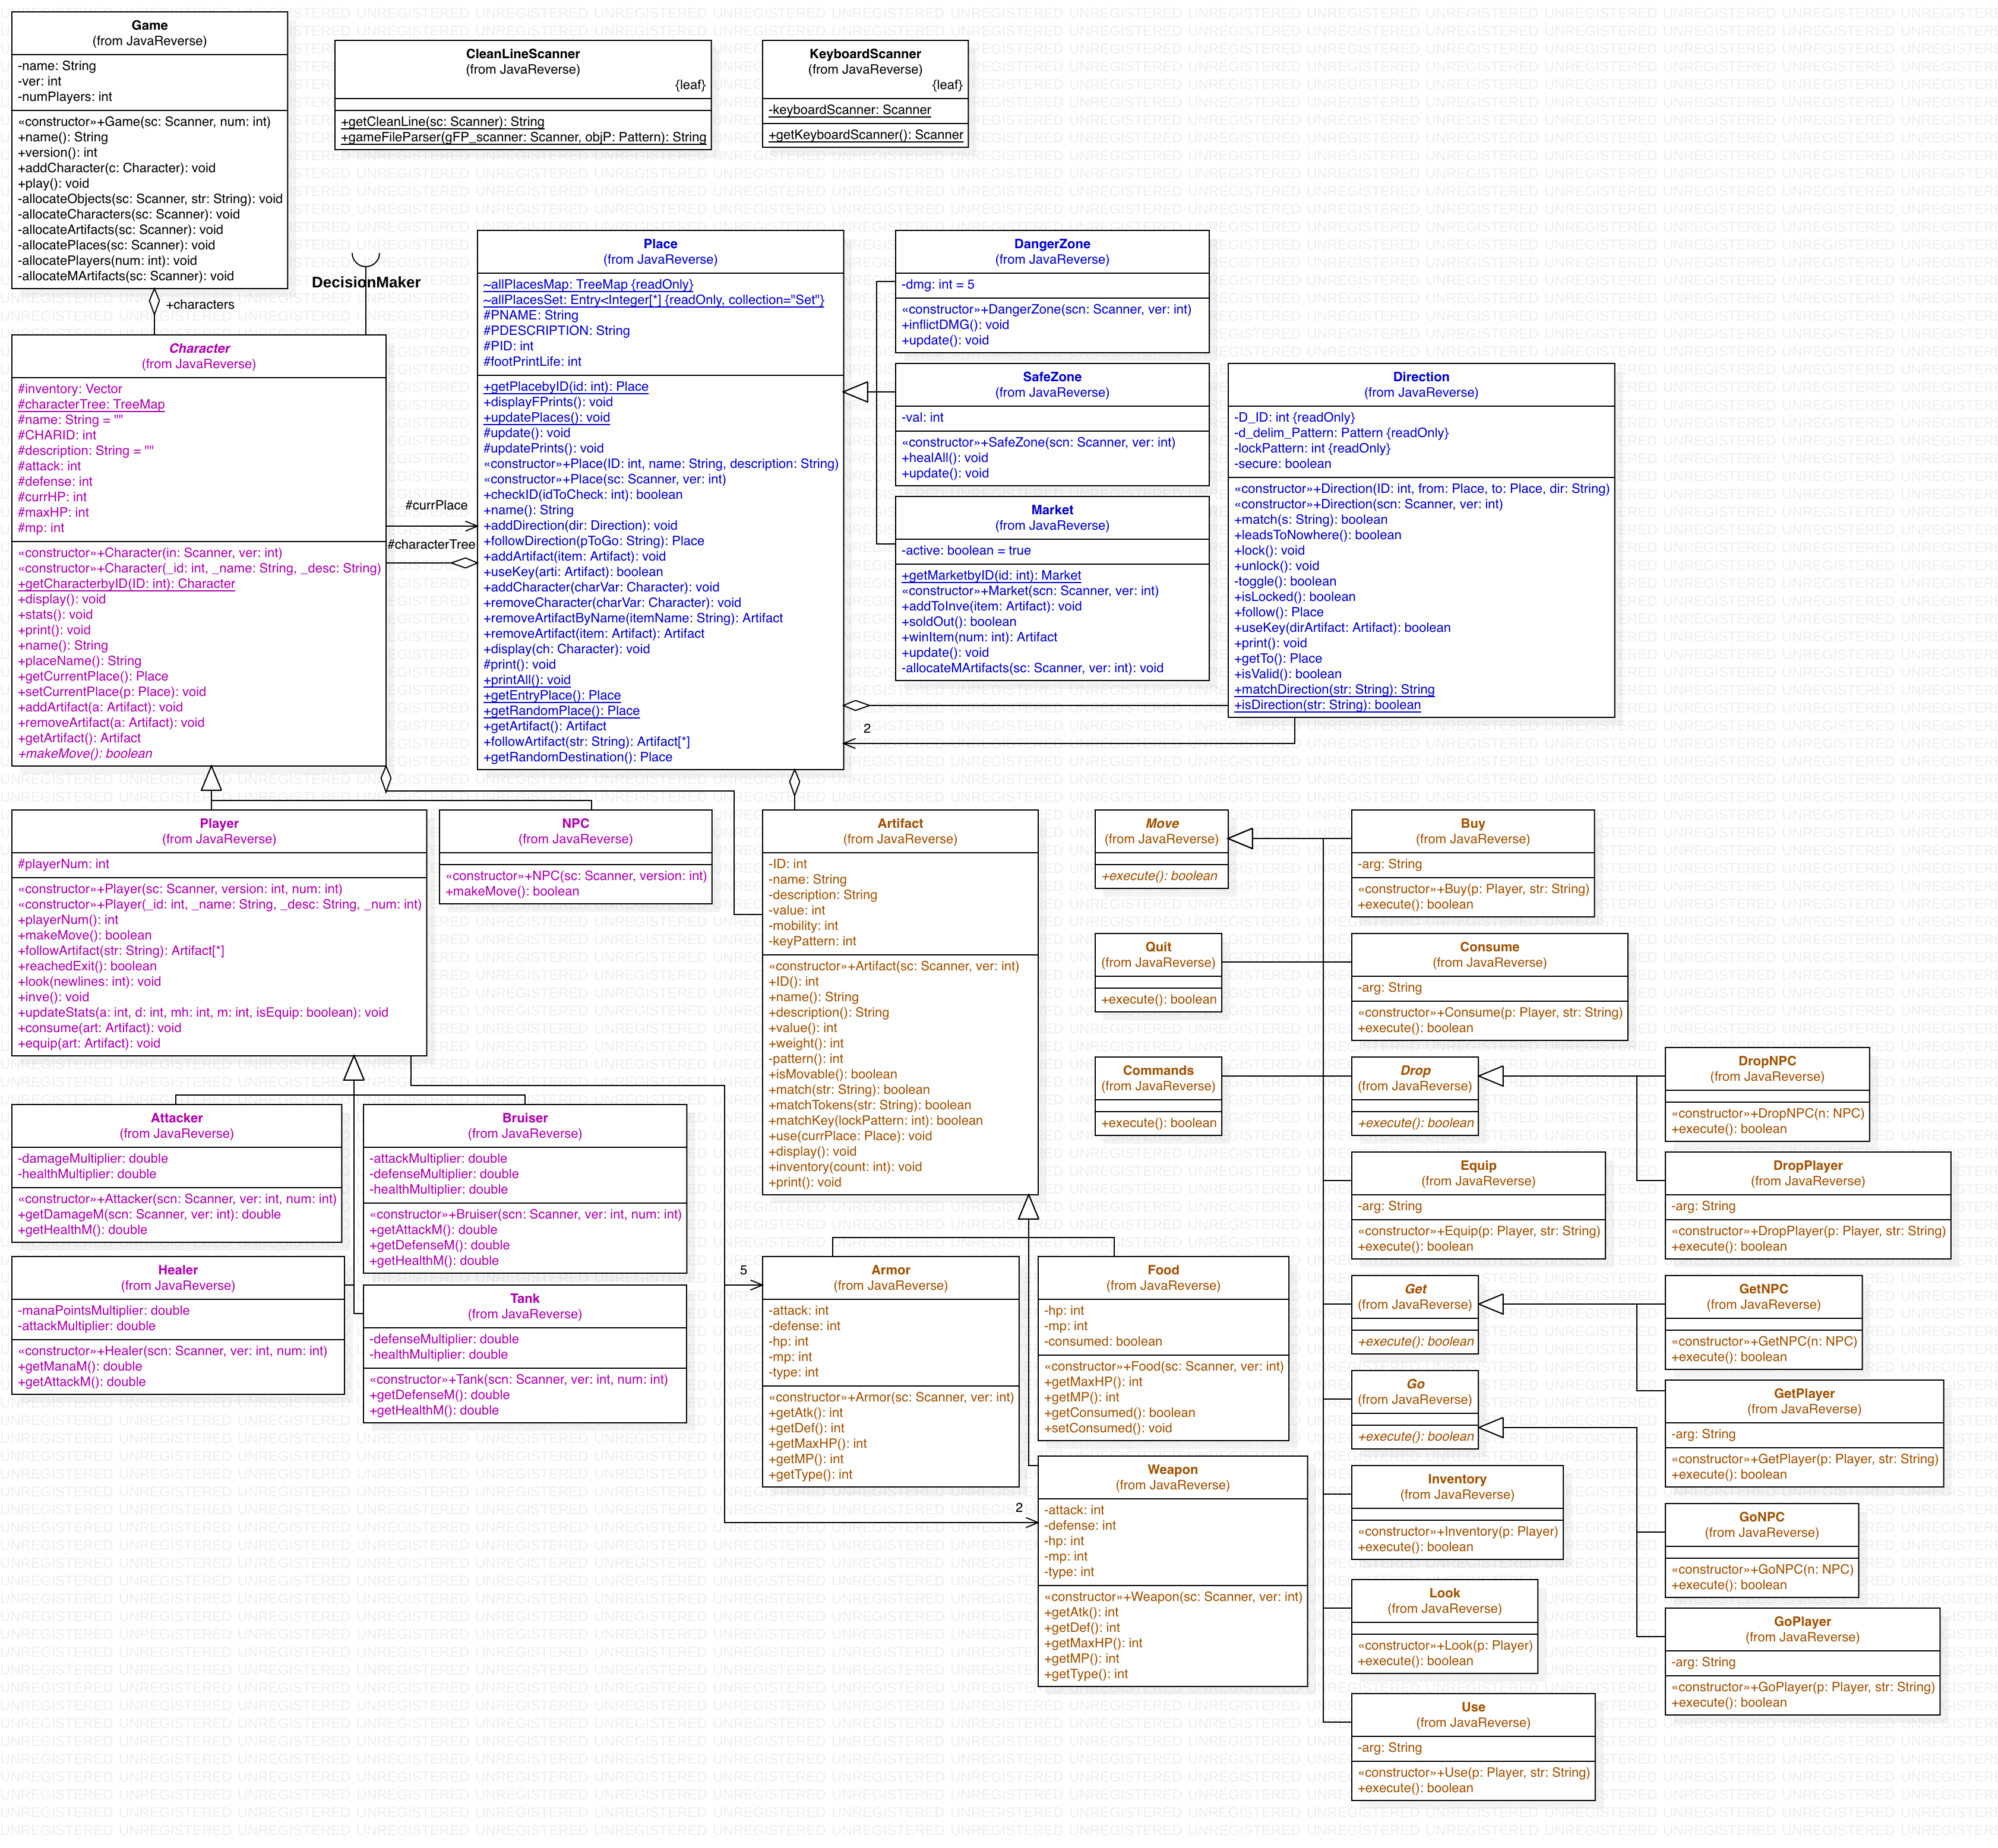 Game
(from JavaReverse)
-name: String
-ver: int
-numPlayers: int
«constructor»+Game(sc: Scanner, num: int)
+name(): String
+version(): int
+addCharacter(c: Character): void
+play(): void
-allocateObjects(sc: Scanner, str: String): void
-allocateCharacters(sc: Scanner): void
-allocateArtifacts(sc: Scanner): void
-allocatePlaces(sc: Scanner): void
-allocatePlayers(num: int): void
-allocateMArtifacts(sc: Scanner): void
+characters
CleanLineScanner
(from JavaReverse)
{leaf}
+getCleanLine(sc: Scanner): String
+gameFileParser(gFP_scanner: Scanner, objP: Pattern): String
KeyboardScanner
(from JavaReverse)
{leaf}
-keyboardScanner: Scanner
+getKeyboardScanner(): Scanner
DecisionMaker
Character
(from JavaReverse)
#inventory: Vector
#characterTree: TreeMap
#name: String = ""
#CHARID: int
#description: String = ""
#attack: int
#defense: int
#currHP: int
#maxHP: int
#mp: int
«constructor»+Character(in: Scanner, ver: int)
«constructor»+Character(_id: int, _name: String, _desc: String)
+getCharacterbyID(ID: int): Character
+display(): void
+stats(): void
+print(): void
+name(): String
+placeName(): String
+getCurrentPlace(): Place
+setCurrentPlace(p: Place): void
+addArtifact(a: Artifact): void
+removeArtifact(a: Artifact): void
+getArtifact(): Artifact
+makeMove(): boolean
#currPlace
#characterTree
Place
(from JavaReverse)
~allPlacesMap: TreeMap {readOnly}
~allPlacesSet: Entry<Integer[*] {readOnly, collection="Set"}
#PNAME: String
#PDESCRIPTION: String
#PID: int
#footPrintLife: int
+getPlacebyID(id: int): Place
+displayFPrints(): void
+updatePlaces(): void
#update(): void
#updatePrints(): void
«constructor»+Place(ID: int, name: String, description: String)
«constructor»+Place(sc: Scanner, ver: int)
+checkID(idToCheck: int): boolean
+name(): String
+addDirection(dir: Direction): void
+followDirection(pToGo: String): Place
+addArtifact(item: Artifact): void
+useKey(arti: Artifact): boolean
+addCharacter(charVar: Character): void
+removeCharacter(charVar: Character): void
+removeArtifactByName(itemName: String): Artifact
+removeArtifact(item: Artifact): Artifact
+display(ch: Character): void
#print(): void
+printAll(): void
+getEntryPlace(): Place
+getRandomPlace(): Place
+getArtifact(): Artifact
+followArtifact(str: String): Artifact[*]
+getRandomDestination(): Place
DangerZone
(from JavaReverse)
-dmg: int = 5
«constructor»+DangerZone(scn: Scanner, ver: int)
+inflictDMG(): void
+update(): void
SafeZone
(from JavaReverse)
-val: int
«constructor»+SafeZone(scn: Scanner, ver: int)
+healAll(): void
+update(): void
Market
(from JavaReverse)
-active: boolean = true
+getMarketbyID(id: int): Market
«constructor»+Market(scn: Scanner, ver: int)
+addToInve(item: Artifact): void
+soldOut(): boolean
+winItem(num: int): Artifact
+update(): void
-allocateMArtifacts(sc: Scanner, ver: int): void
2
Direction
(from JavaReverse)
-D_ID: int {readOnly}
-d_delim_Pattern: Pattern {readOnly}
-lockPattern: int {readOnly}
-secure: boolean
«constructor»+Direction(ID: int, from: Place, to: Place, dir: String)
«constructor»+Direction(scn: Scanner, ver: int)
+match(s: String): boolean
+leadsToNowhere(): boolean
+lock(): void
+unlock(): void
-toggle(): boolean
+isLocked(): boolean
+follow(): Place
+useKey(dirArtifact: Artifact): boolean
+print(): void
+getTo(): Place
+isValid(): boolean
+matchDirection(str: String): String
+isDirection(str: String): boolean
Player
(from JavaReverse)
#playerNum: int
«constructor»+Player(sc: Scanner, version: int, num: int)
«constructor»+Player(_id: int, _name: String, _desc: String, _num: int)
+playerNum(): int
+makeMove(): boolean
+followArtifact(str: String): Artifact[*]
+reachedExit(): boolean
+look(newlines: int): void
+inve(): void
+updateStats(a: int, d: int, mh: int, m: int, isEquip: boolean): void
+consume(art: Artifact): void
+equip(art: Artifact): void
NPC
(from JavaReverse)
«constructor»+NPC(sc: Scanner, version: int)
+makeMove(): boolean
Artifact
(from JavaReverse)
-ID: int
-name: String
-description: String
-value: int
-mobility: int
-keyPattern: int
«constructor»+Artifact(sc: Scanner, ver: int)
+ID(): int
+name(): String
+description(): String
+value(): int
+weight(): int
-pattern(): int
+isMovable(): boolean
+match(str: String): boolean
+matchTokens(str: String): boolean
+matchKey(lockPattern: int): boolean
+use(currPlace: Place): void
+display(): void
+inventory(count: int): void
+print(): void
Move
(from JavaReverse)
+execute(): boolean
Quit
(from JavaReverse)
+execute(): boolean
Commands
(from JavaReverse)
+execute(): boolean
Buy
(from JavaReverse)
-arg: String
«constructor»+Buy(p: Player, str: String)
+execute(): boolean
Consume
(from JavaReverse)
-arg: String
«constructor»+Consume(p: Player, str: String)
+execute(): boolean
Drop
(from JavaReverse)
+execute(): boolean
DropNPC
(from JavaReverse)
«constructor»+DropNPC(n: NPC)
+execute(): boolean
Equip
(from JavaReverse)
-arg: String
«constructor»+Equip(p: Player, str: String)
+execute(): boolean
DropPlayer
(from JavaReverse)
-arg: String
«constructor»+DropPlayer(p: Player, str: String)
+execute(): boolean
Attacker
(from JavaReverse)
-damageMultiplier: double
-healthMultiplier: double
«constructor»+Attacker(scn: Scanner, ver: int, num: int)
+getDamageM(scn: Scanner, ver: int): double
+getHealthM(): double
Bruiser
(from JavaReverse)
-attackMultiplier: double
-defenseMultiplier: double
-healthMultiplier: double
«constructor»+Bruiser(scn: Scanner, ver: int, num: int)
+getAttackM(): double
+getDefenseM(): double
+getHealthM(): double
Healer
(from JavaReverse)
-manaPointsMultiplier: double
-attackMultiplier: double
«constructor»+Healer(scn: Scanner, ver: int, num: int)
+getManaM(): double
+getAttackM(): double
Tank
(from JavaReverse)
-defenseMultiplier: double
-healthMultiplier: double
«constructor»+Tank(scn: Scanner, ver: int, num: int)
+getDefenseM(): double
+getHealthM(): double
5
Armor
(from JavaReverse)
-attack: int
-defense: int
-hp: int
-mp: int
-type: int
«constructor»+Armor(sc: Scanner, ver: int)
+getAtk(): int
+getDef(): int
+getMaxHP(): int
+getMP(): int
+getType(): int
Food
(from JavaReverse)
-hp: int
-mp: int
-consumed: boolean
«constructor»+Food(sc: Scanner, ver: int)
+getMaxHP(): int
+getMP(): int
+getConsumed(): boolean
+setConsumed(): void
2
Weapon
(from JavaReverse)
-attack: int
-defense: int
-hp: int
-mp: int
-type: int
«constructor»+Weapon(sc: Scanner, ver: int)
+getAtk(): int
+getDef(): int
+getMaxHP(): int
+getMP(): int
+getType(): int
Get
(from JavaReverse)
+execute(): boolean
GetNPC
(from JavaReverse)
«constructor»+GetNPC(n: NPC)
+execute(): boolean
Go
(from JavaReverse)
+execute(): boolean
GetPlayer
(from JavaReverse)
-arg: String
«constructor»+GetPlayer(p: Player, str: String)
+execute(): boolean
Inventory
(from JavaReverse)
«constructor»+Inventory(p: Player)
+execute(): boolean
GoNPC
(from JavaReverse)
«constructor»+GoNPC(n: NPC)
+execute(): boolean
Look
(from JavaReverse)
«constructor»+Look(p: Player)
+execute(): boolean
GoPlayer
(from JavaReverse)
-arg: String
«constructor»+GoPlayer(p: Player, str: String)
+execute(): boolean
Use
(from JavaReverse)
-arg: String
«constructor»+Use(p: Player, str: String)
+execute(): boolean
UNREGISTERED